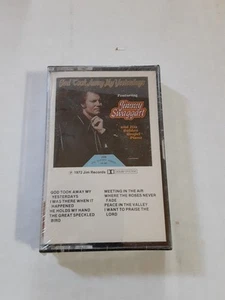 God Took Away My Yesterdays
Featuring
Jimmy
Swaggart
© 1972 Jim Records
GOD TOOK AWAY MY
YESTERDAYS
I WAS THERE WHEN IT
HAPPENED
HE HOLDS MY HAND
THE GREAT SPECKLED
BIRD
MEETING IN THE AIR
WHERE THE ROSES NEVER
FADE
PEACE IN THE VALLEY
I WANT TO PRAISE THE
LORD